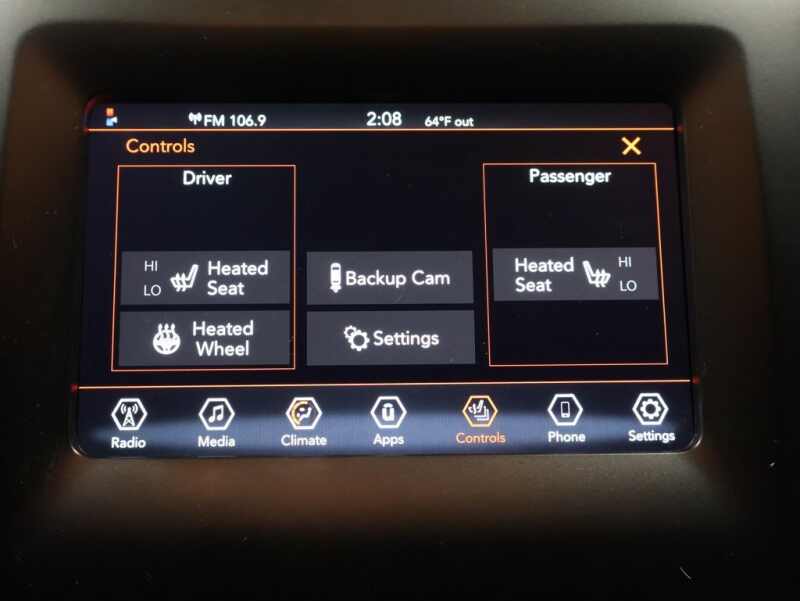 FM 106.9 2:08 64°F out
Controls
Driver
Passenger
HI
LO
Heated
Seat
Backup Cam
Heated
Seat
HI
LO
Heated
Wheel
Settings
Radio Media Climate Apps Controls Phone Settings